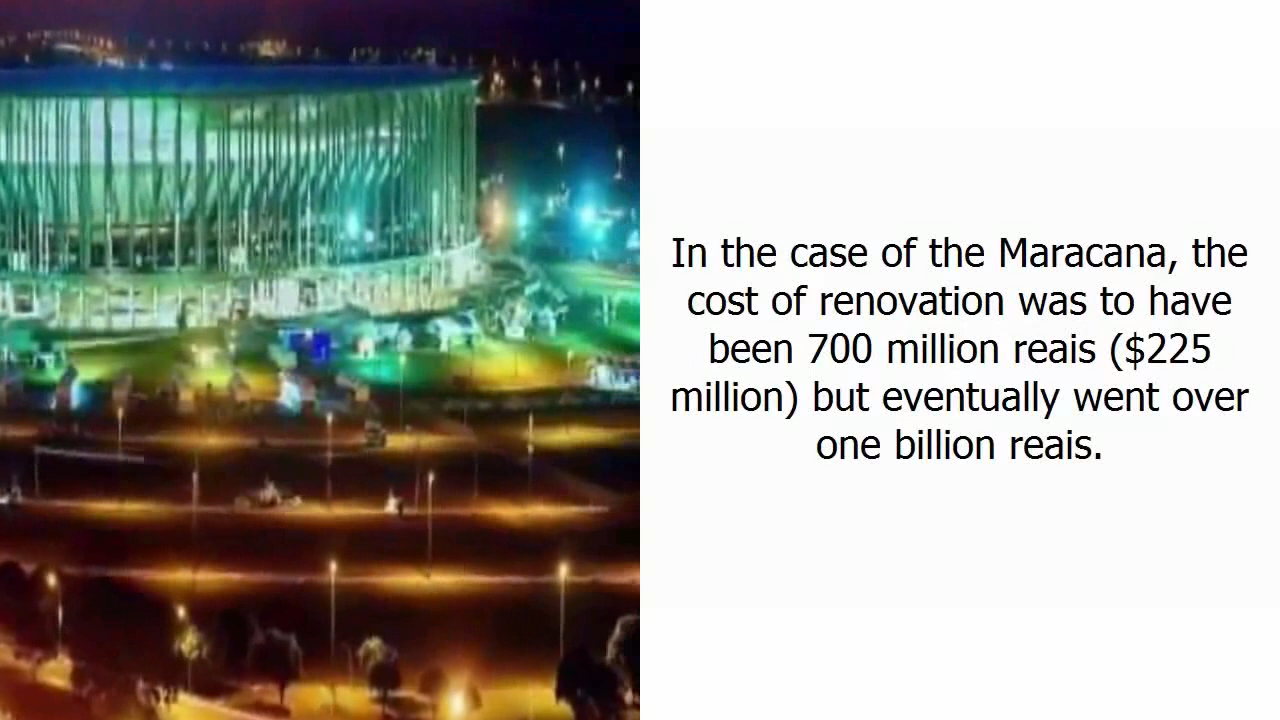 In the case of the Maracana, the
cost of renovation was to have
been 700 million reais ($225
million) but eventually went over
one billion reais.